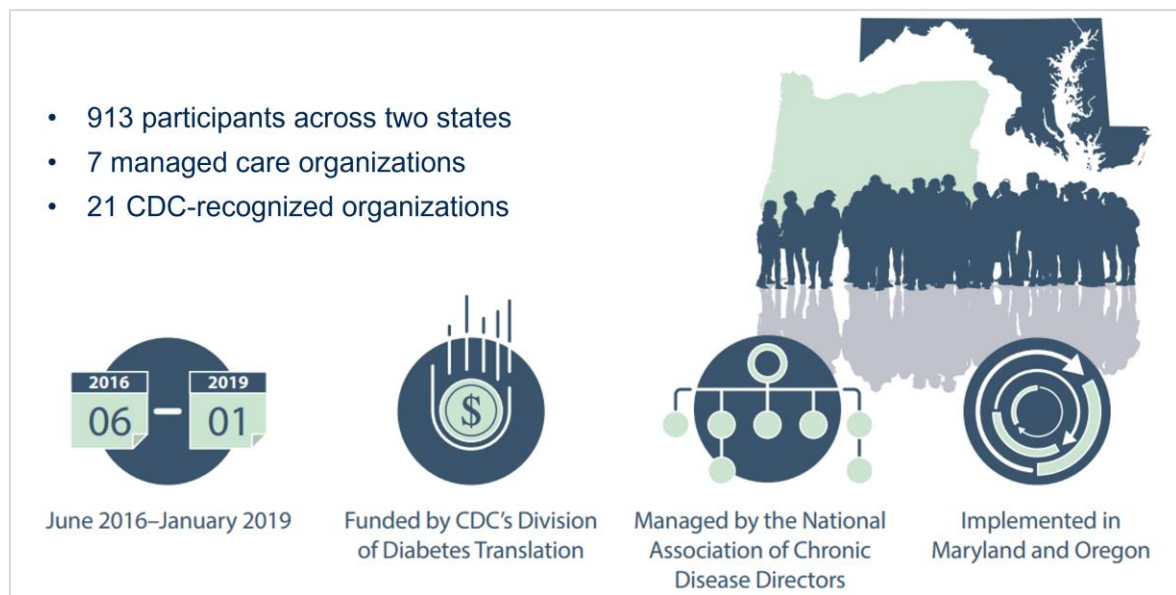 • 913 participants across two states
• 7 managed care organizations
• 21 CDC-recognized organizations
2016
06
2019
01
$
June 2016–January 2019
Funded by CDC's Division
of Diabetes Translation
Managed by the National
Association of Chronic
Disease Directors
Implemented in
Maryland and Oregon